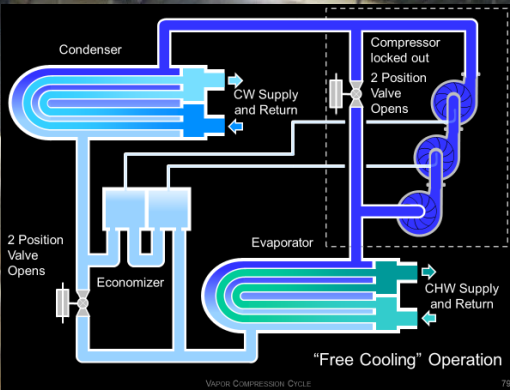 Condenser
Compressor
locked out
2 Position
Valve
Opens
CW Supply
and Return
2 Position
Valve
Opens
Economizer
Evaporator
CHW Supply
and Return
“Free Cooling” Operation
VAPOR COMPRESSION CYCLE